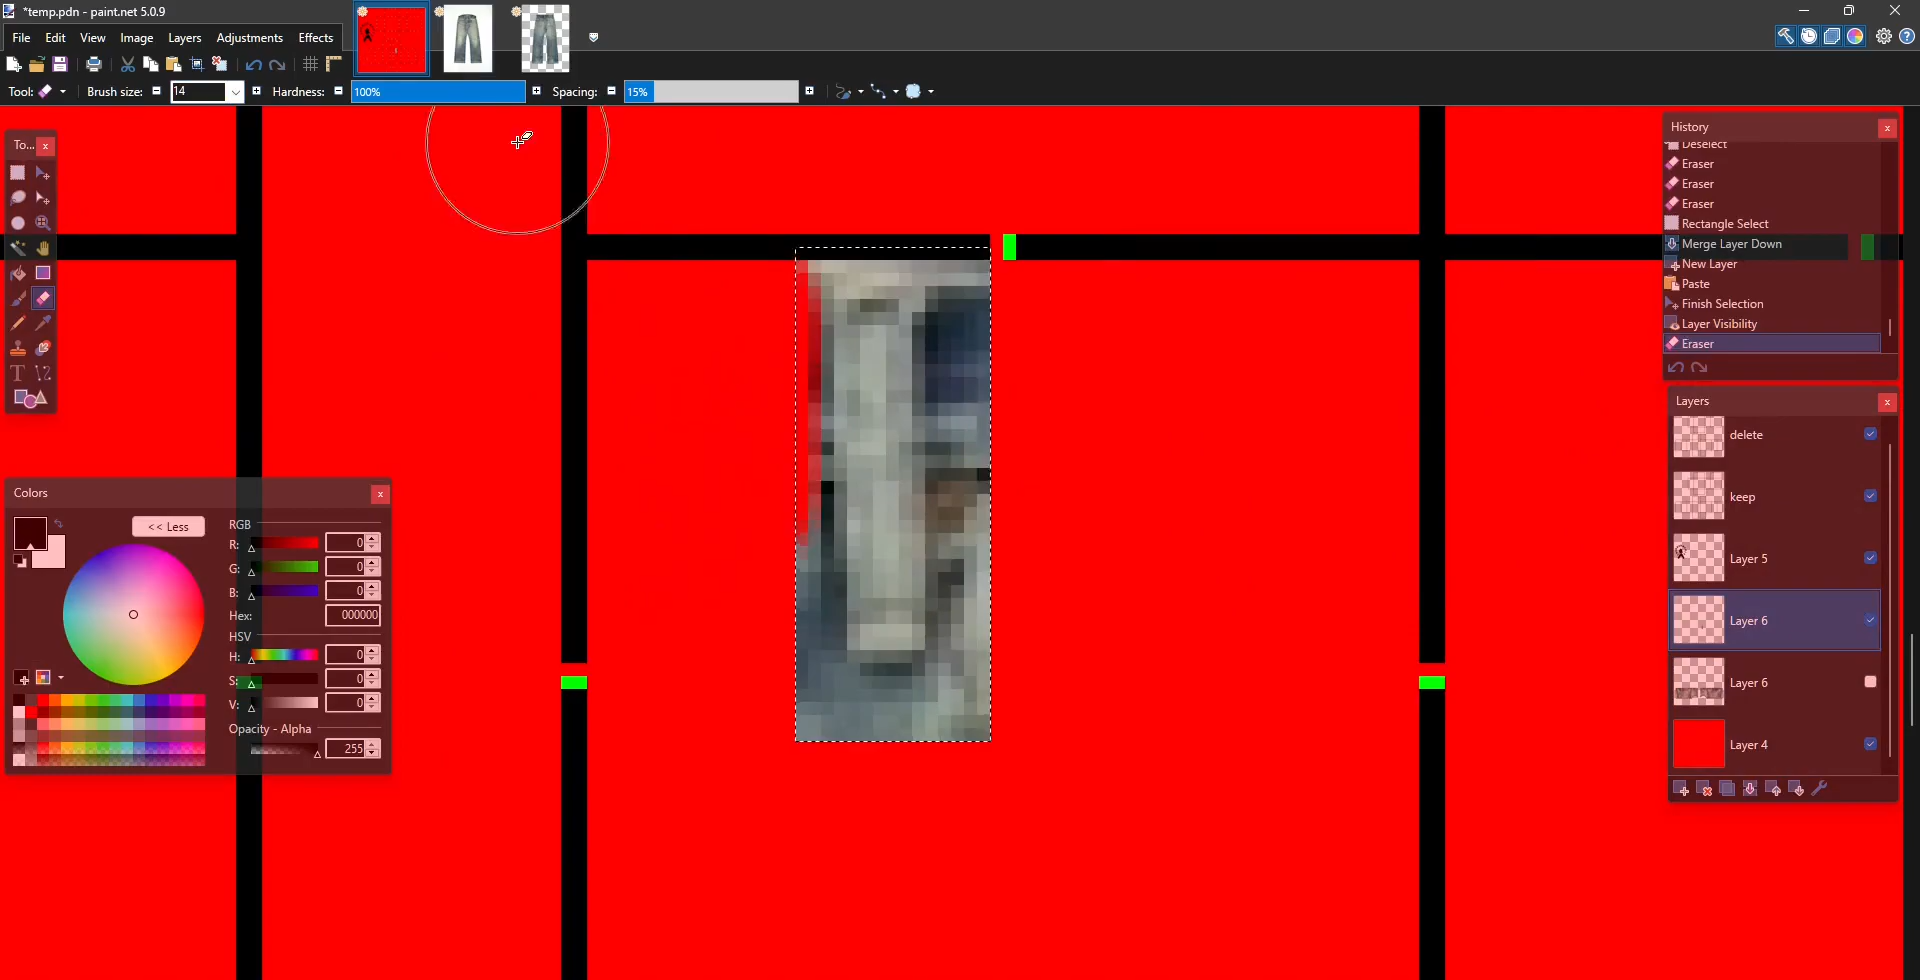 *temp.pdn - paint.net 5.0.9
File Edit View Image Layers Adjustments Effects
Tool: Brush size: 14 Hardness: 100% Spacing: 15%
To...
History
Deselect
Eraser
Eraser
Eraser
Rectangle Select
Merge Layer Down
New Layer
Paste
Finish Selection
Layer Visibility
Eraser
Layers
delete
keep
Layer 5
Layer 6
Layer 6
Layer 4
Colors
<< Less
RGB
R: 0
G: 0
B: 0
Hex: 000000
HSV
H: 0
S: 0
V: 0
Opacity - Alpha
255